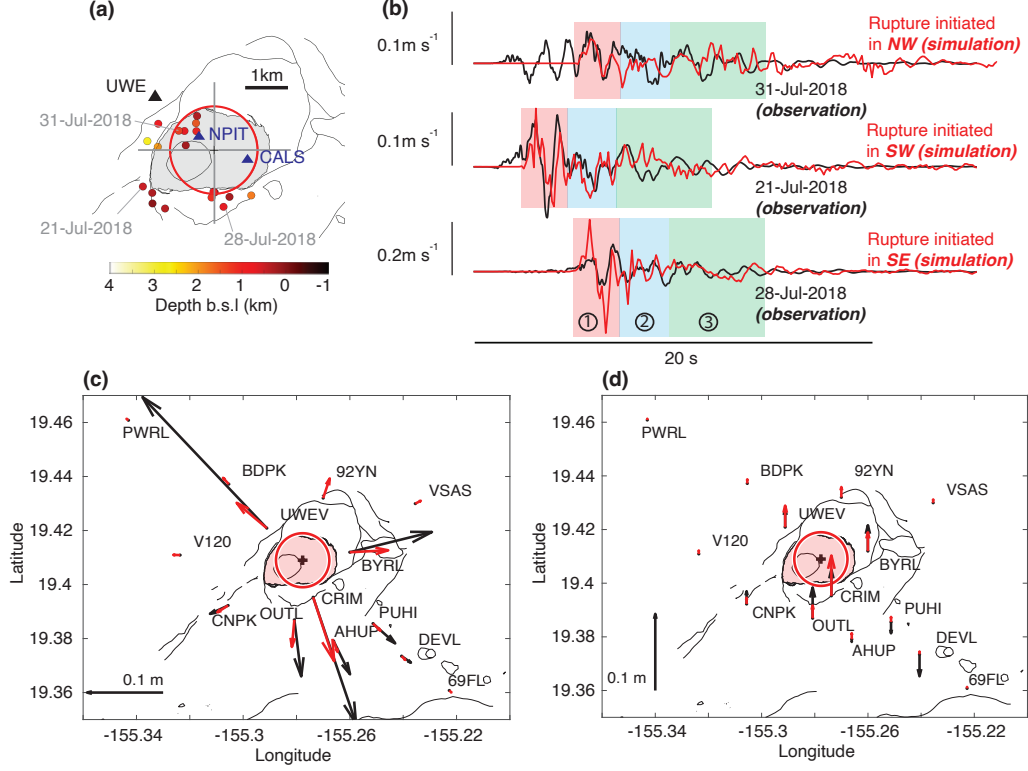 (a)
UWE
1km
31-Jul-2018
NPIT
CALS
21-Jul-2018
28-Jul-2018
4 3 2 1 0 -1
Depth b.s.l (km)
(b)
0.1m s⁻¹
Rupture initiated
in NW (simulation)
31-Jul-2018
(observation)
0.1m s⁻¹
Rupture initiated
in SW (simulation)
21-Jul-2018
(observation)
0.2m s⁻¹
Rupture initiated
in SE (simulation)
28-Jul-2018
(observation)
① ② ③
20 s
(c)
19.46
19.44
19.42
19.4
19.38
19.36
Latitude
PWRL
BDPK
92YN
VSAS
UWEV
V120
BYRL
CRIM
CNPK
OUTL
PUHI
AHUP
DEVL
69FL
0.1 m
-155.34 -155.3 -155.26 -155.22
Longitude
(d)
19.46
19.44
19.42
19.4
19.38
19.36
Latitude
PWRL
BDPK
92YN
VSAS
UWEV
V120
BYRL
CRIM
CNPK
PUHI
OUTL
AHUP
DEVL
69FL
0.1 m
-155.34 -155.3 -155.26 -155.22
Longitude